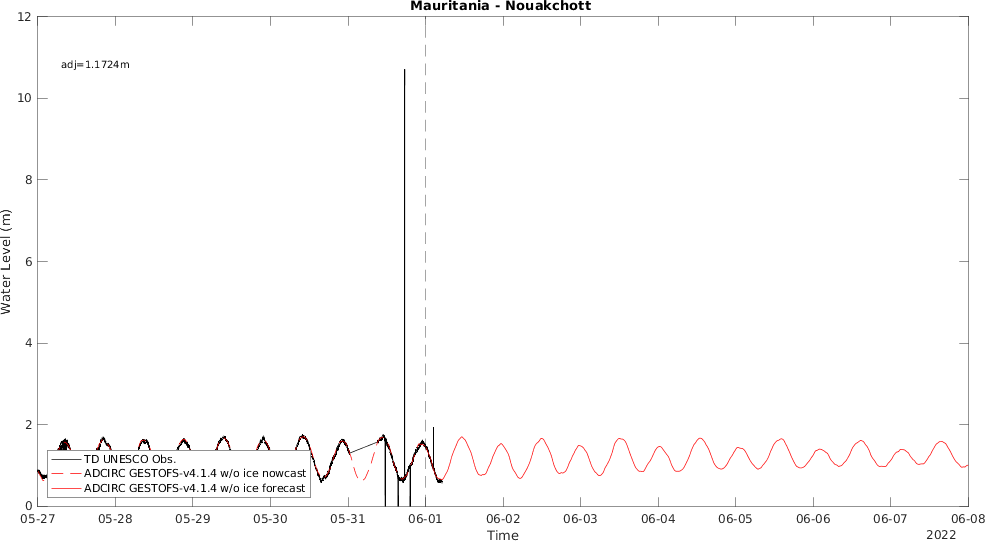 Mauritania - Nouakchott
12
adj=1.1724m
10
8
6
4
2
0
Water Level (m)
TD UNESCO Obs.
ADCIRC GESTOFS-v4.1.4 w/o ice nowcast
ADCIRC GESTOFS-v4.1.4 w/o ice forecast
05-27 05-28 05-29 05-30 05-31 06-01 06-02 06-03 06-04 06-05 06-06 06-07 06-08
Time
2022